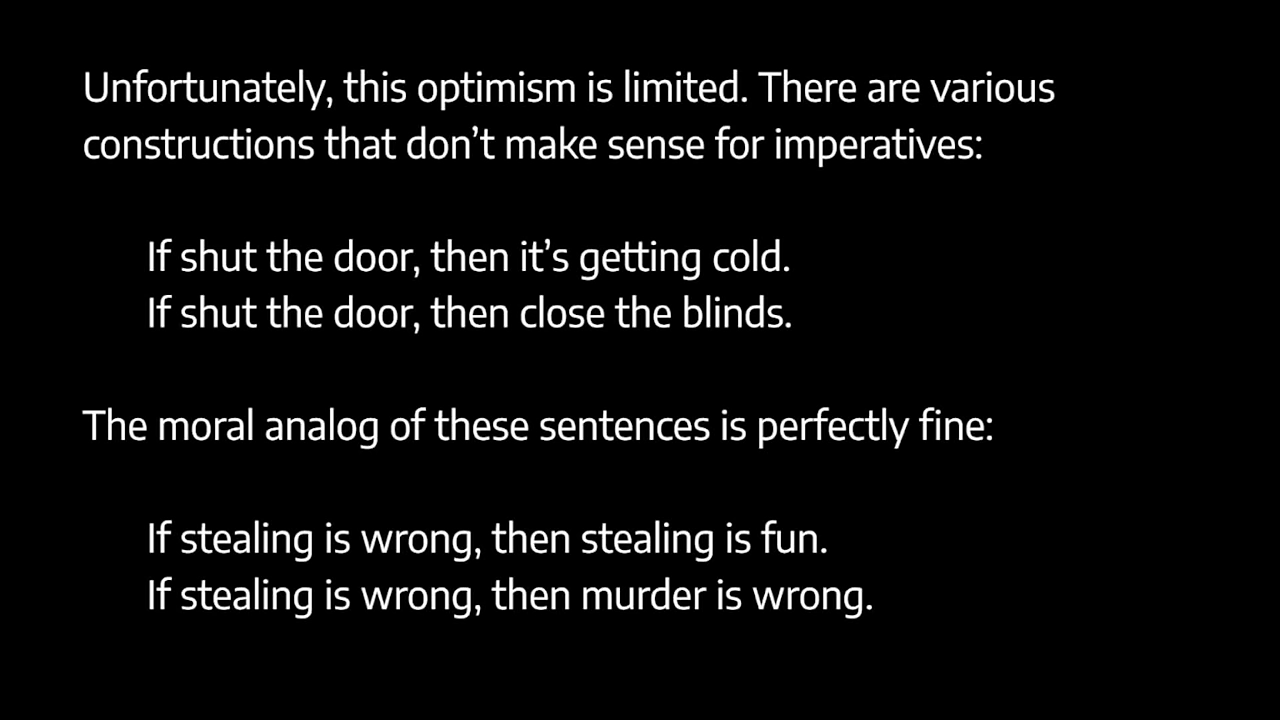 Unfortunately, this optimism is limited. There are various
constructions that don’t make sense for imperatives:
If shut the door, then it’s getting cold.
If shut the door, then close the blinds.
The moral analog of these sentences is perfectly fine:
If stealing is wrong, then stealing is fun.
If stealing is wrong, then murder is wrong.